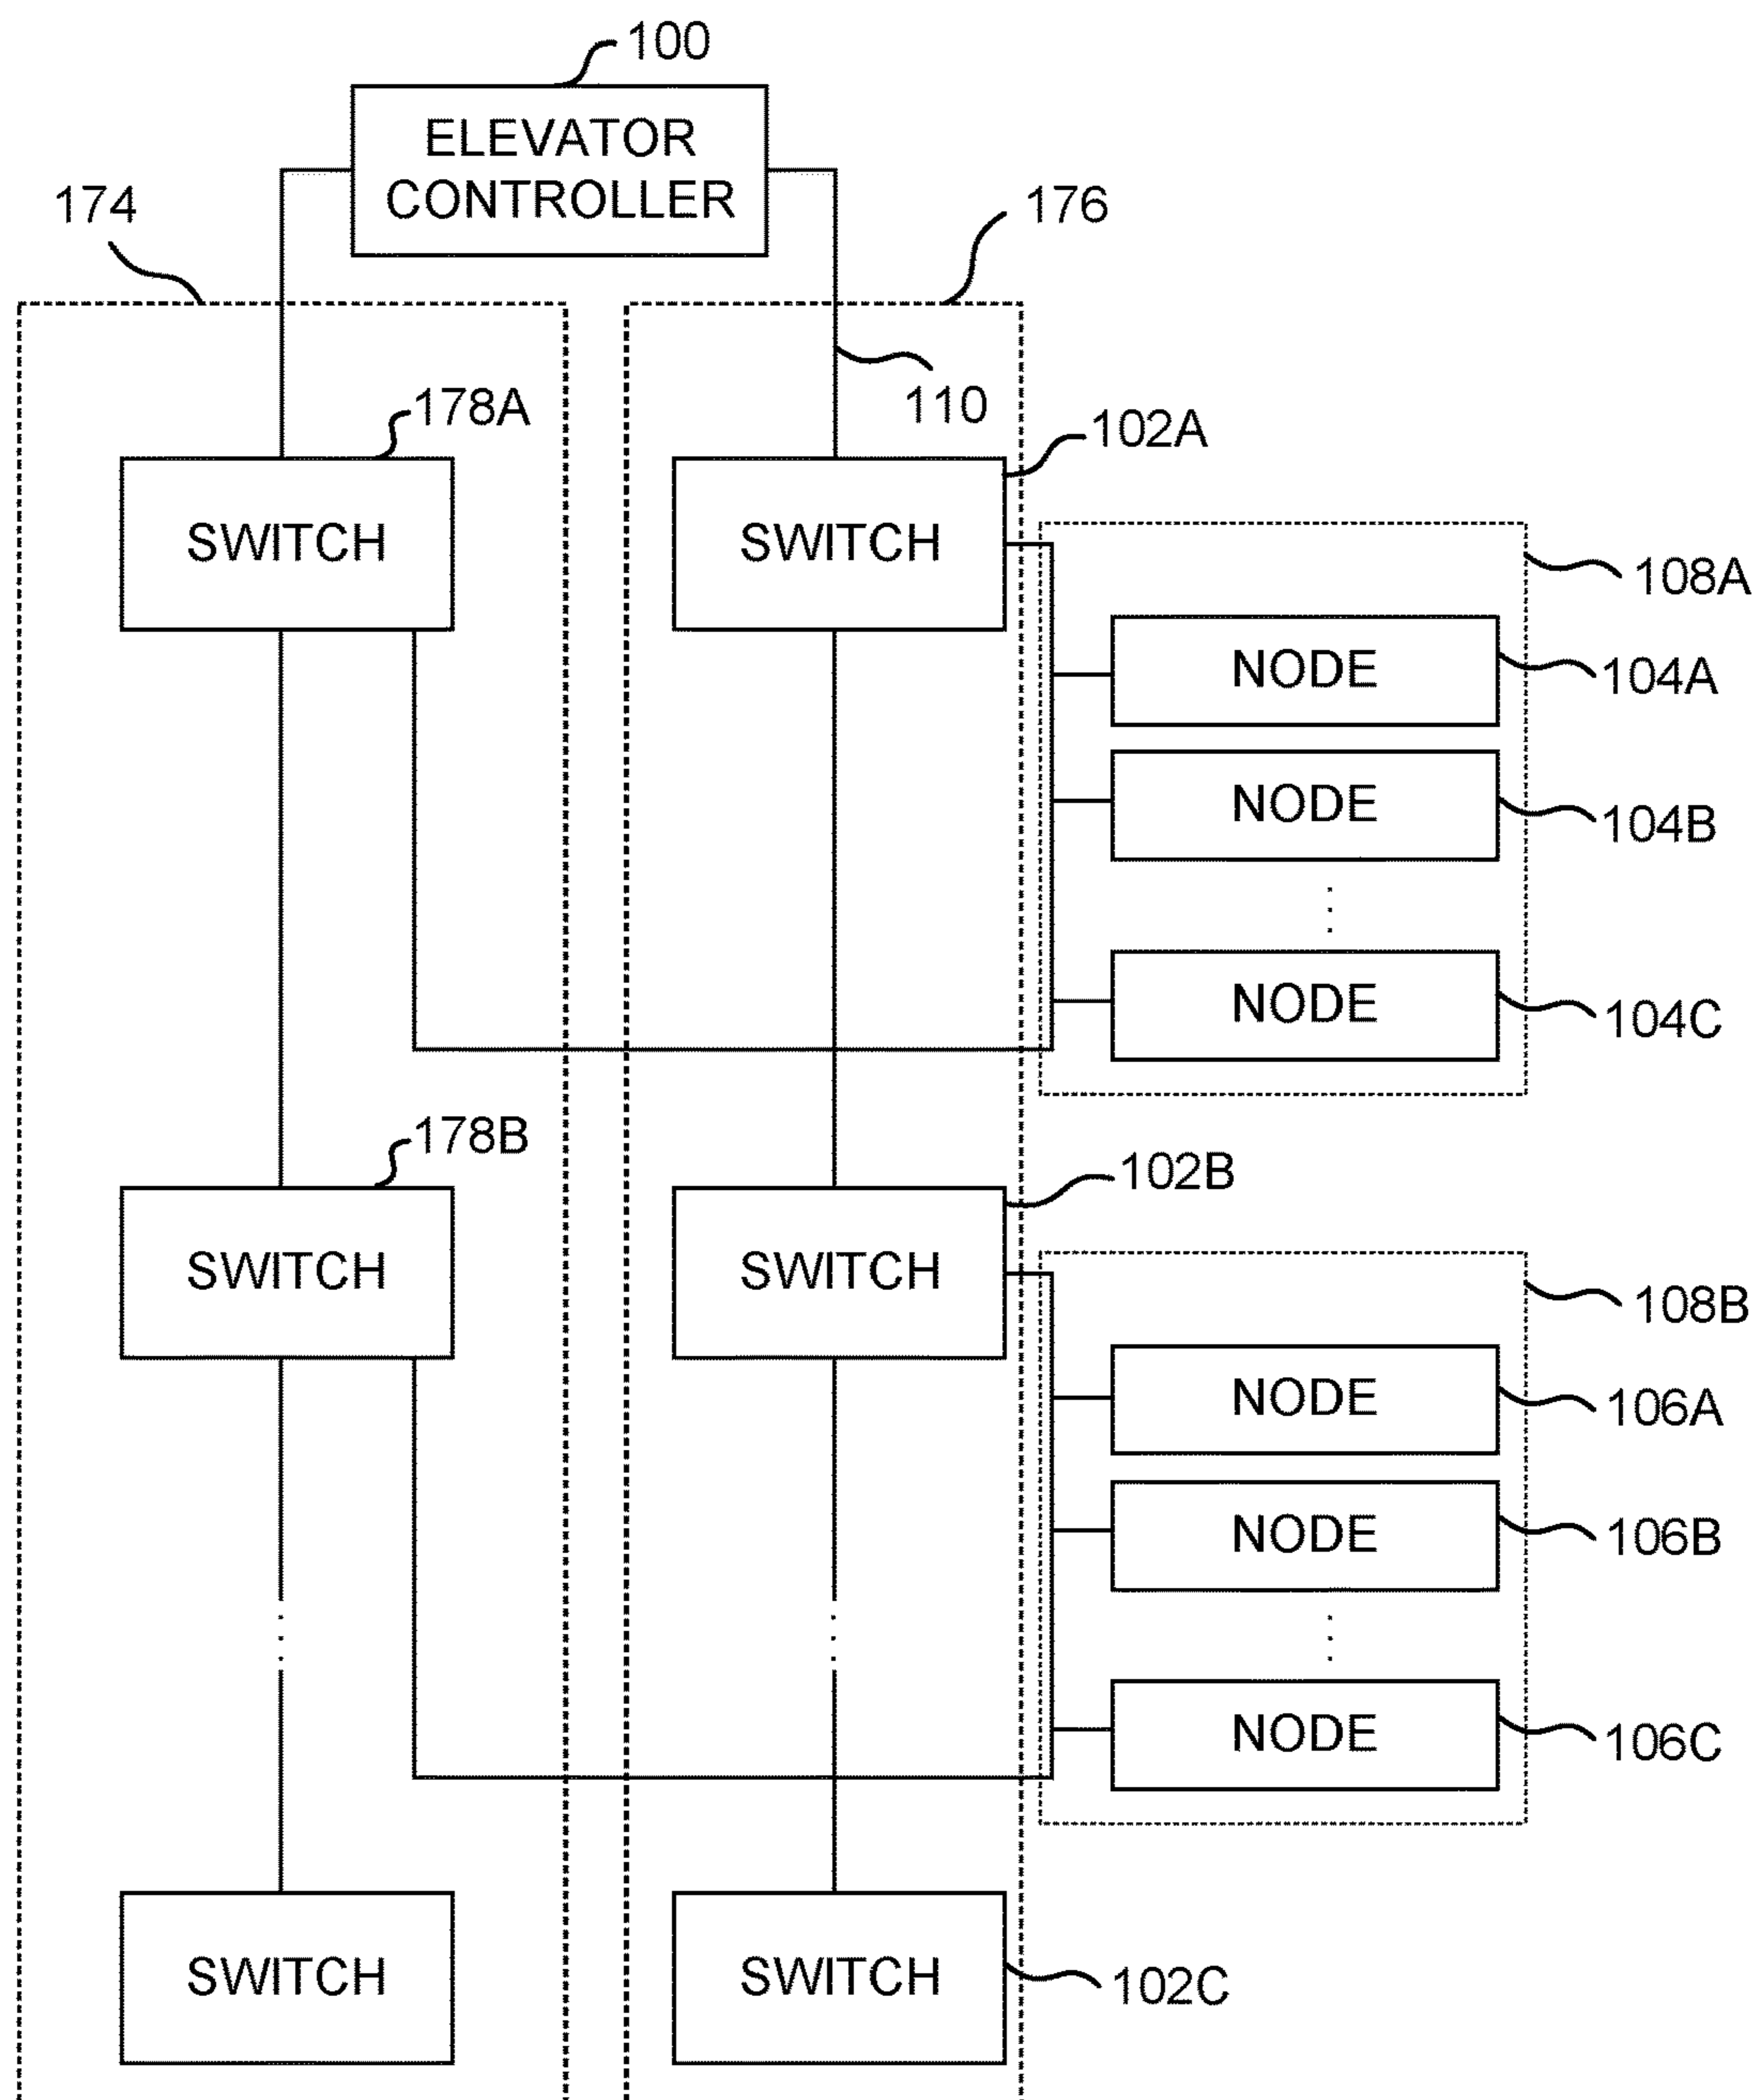 100
ELEVATOR
CONTROLLER
174
176
110
178A
102A
SWITCH
SWITCH
108A
NODE
104A
NODE
104B
NODE
104C
178B
102B
SWITCH
SWITCH
108B
NODE
106A
NODE
106B
NODE
106C
SWITCH
SWITCH
102C